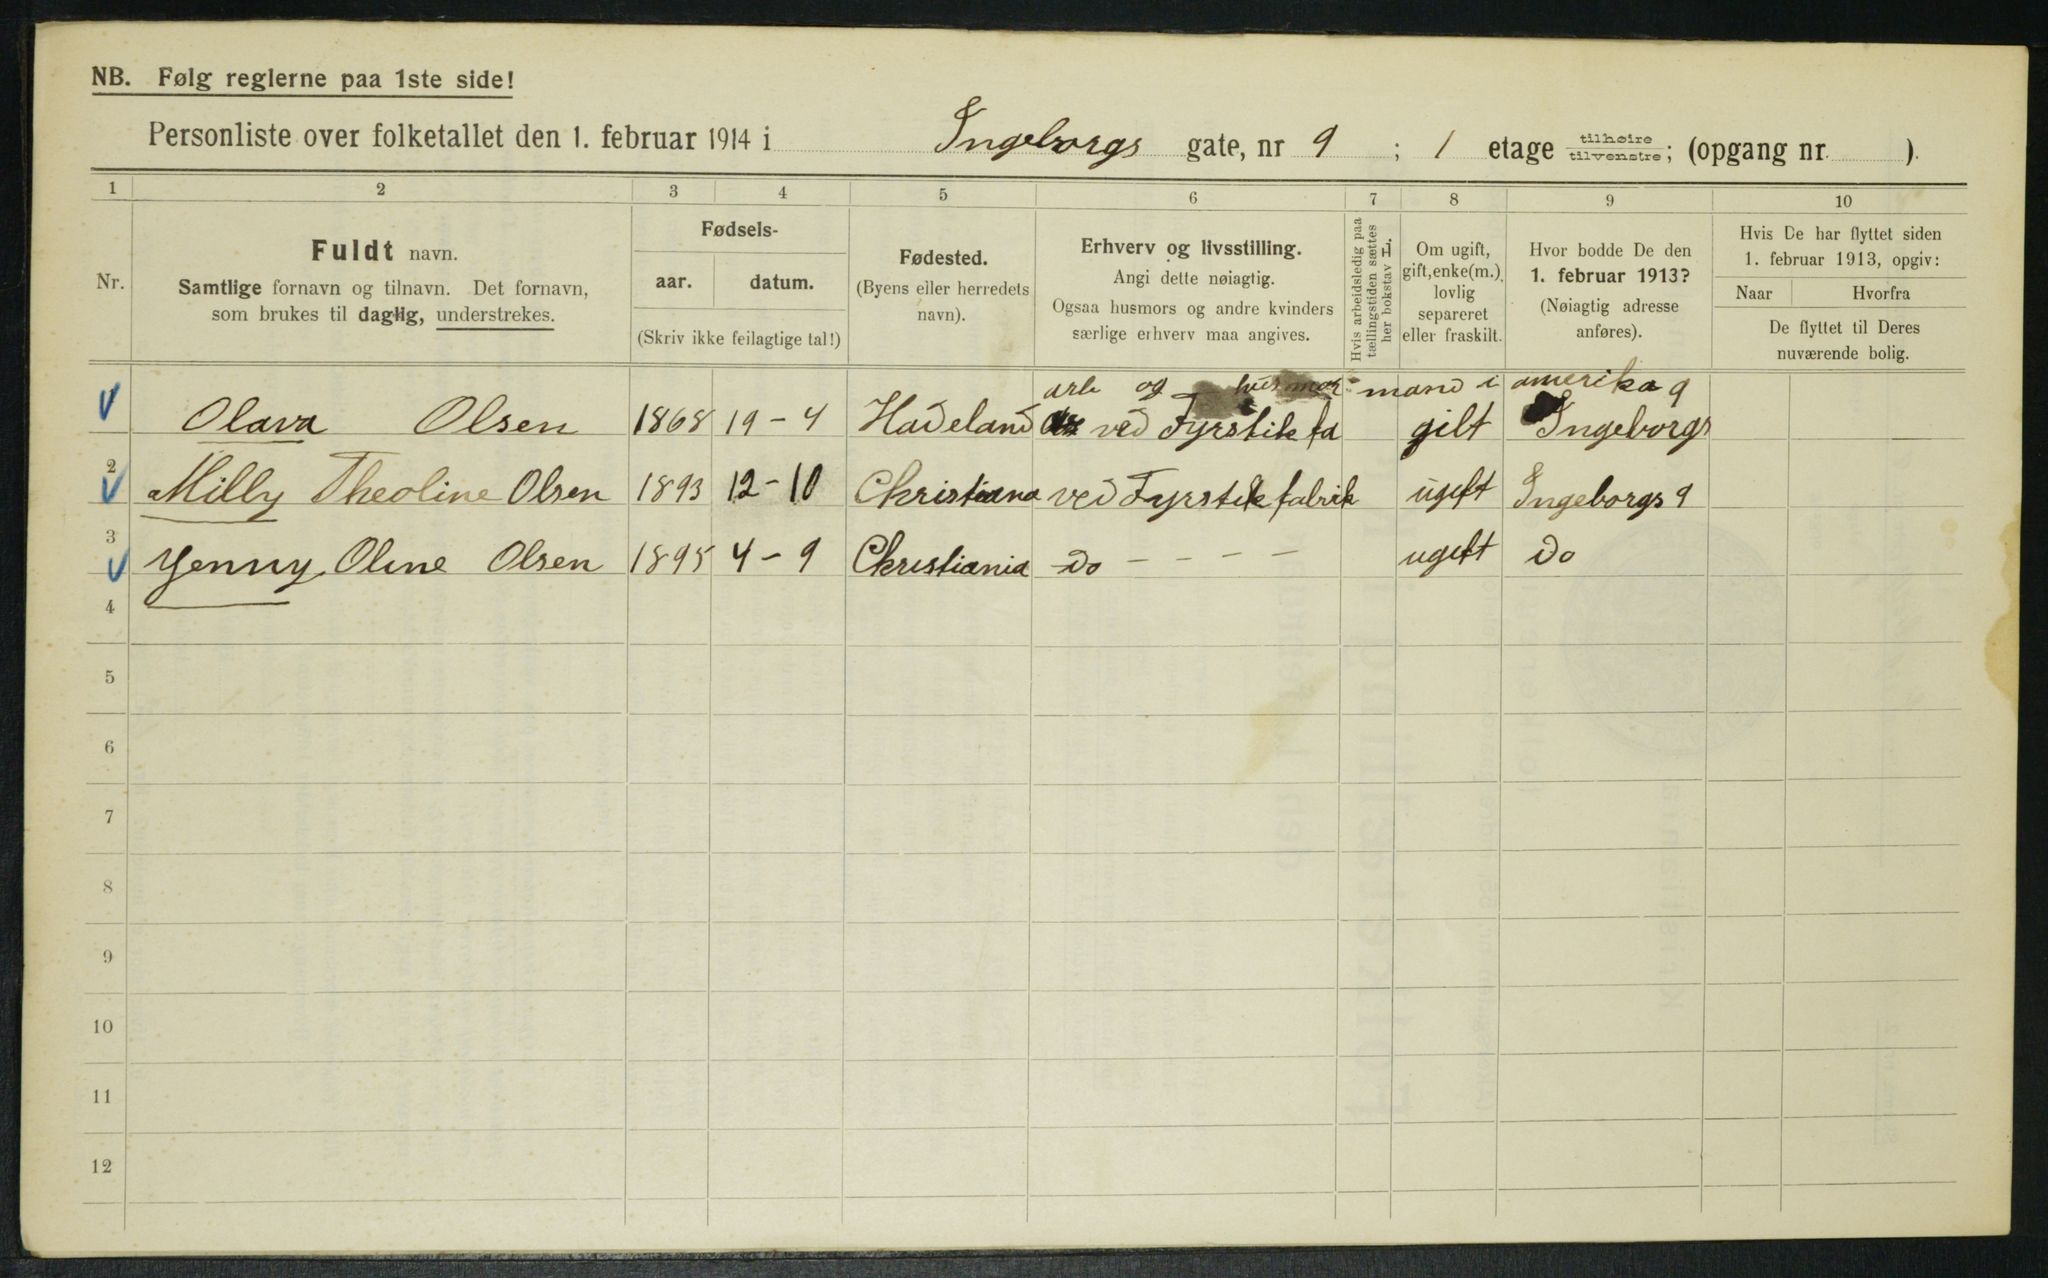 NB. Følg reglerne paa 1ste side!
Personliste over folketallet den 1. februar 1914 i Ingeborgs gate, nr 9 ; 1 etage tilhøire tilvenstre; (opgang nr. ).
1 2 3 4 5 6 7 8 9 10
Nr.
Fuldt navn.
Samtlige fornavn og tilnavn. Det fornavn,
som brukes til daglig, understrekes.
Fødsels-
aar. datum.
(Skriv ikke feilagtige tal!)
Fødested.
(Byens eller herredets
navn).
Erhverv og livsstilling.
Angi dette nøiagtig.
Ogsaa husmors og andre kvinders
særlige erhverv maa angives.
Hvis arbeidsledig paa
tællingstiden sættes
her bokstav L.
Om ugift,
gift, enke(m.),
lovlig
separeret
eller fraskilt.
Hvor bodde De den
1. februar 1913?
(Nøiagtig adresse
anføres).
Hvis De har flyttet siden
1. februar 1913, opgiv:
Naar Hvorfra
De flyttet til Deres
nuværende bolig.
arb og husmor mand i amerika 9
Olava Olsen 1868 19-4 Hadeland ved Fyrstik fa gift Ingeborgs
2 Milly Theoline Olsen 1893 12-10 Christiana ved Fyrstik fabrik ugift Ingeborgs 9
3 Yenny Oline Olsen 1895 4-9 Christiania Do - - - - ugift Do
4
5
6
7
8
9
10
11
12